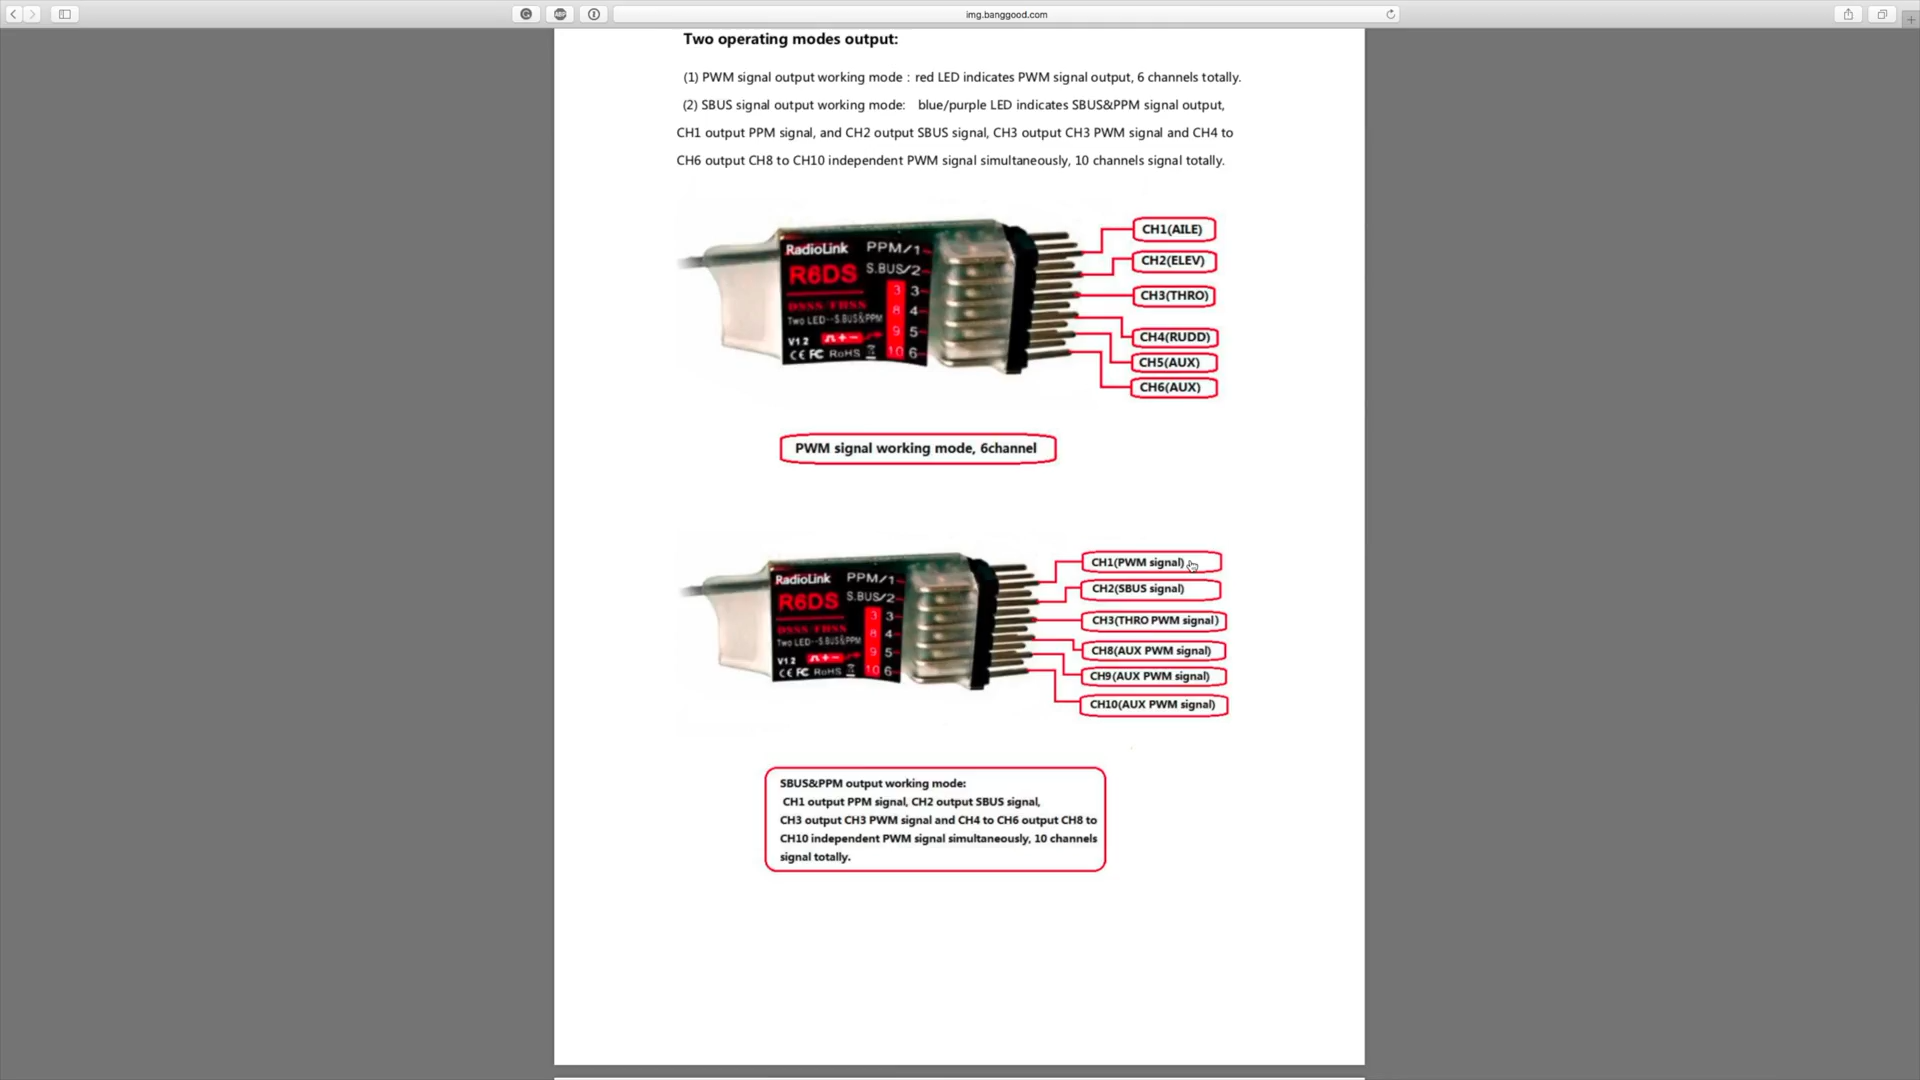 img.banggood.com
Two operating modes output:
(1) PWM signal output working mode : red LED indicates PWM signal output, 6 channels totally.
(2) SBUS signal output working mode: blue/purple LED indicates SBUS&PPM signal output,
CH1 output PPM signal, and CH2 output SBUS signal, CH3 output CH3 PWM signal and CH4 to
CH6 output CH8 to CH10 independent PWM signal simultaneously, 10 channels signal totally.
RadioLink PPM/1
R6DS S.BUS/2
3 3
DSSS FHSS
8 4
Two LED--S.BUS&PPM
9 5
V1 2
CE FC RoHS 10 6
CH1(AILE)
CH2(ELEV)
CH3(THRO)
CH4(RUDD)
CH5(AUX)
CH6(AUX)
PWM signal working mode, 6channel
RadioLink PPM/1
R6DS S.BUS/2
3 3
DSSS FHSS
8 4
Two LED--S.BUS&PPM
9 5
V1 2
CE FC RoHS 10 6
CH1(PWM signal)
CH2(SBUS signal)
CH3(THRO PWM signal)
CH8(AUX PWM signal)
CH9(AUX PWM signal)
CH10(AUX PWM signal)
SBUS&PPM output working mode:
CH1 output PPM signal, CH2 output SBUS signal,
CH3 output CH3 PWM signal and CH4 to CH6 output CH8 to
CH10 independent PWM signal simultaneously, 10 channels
signal totally.